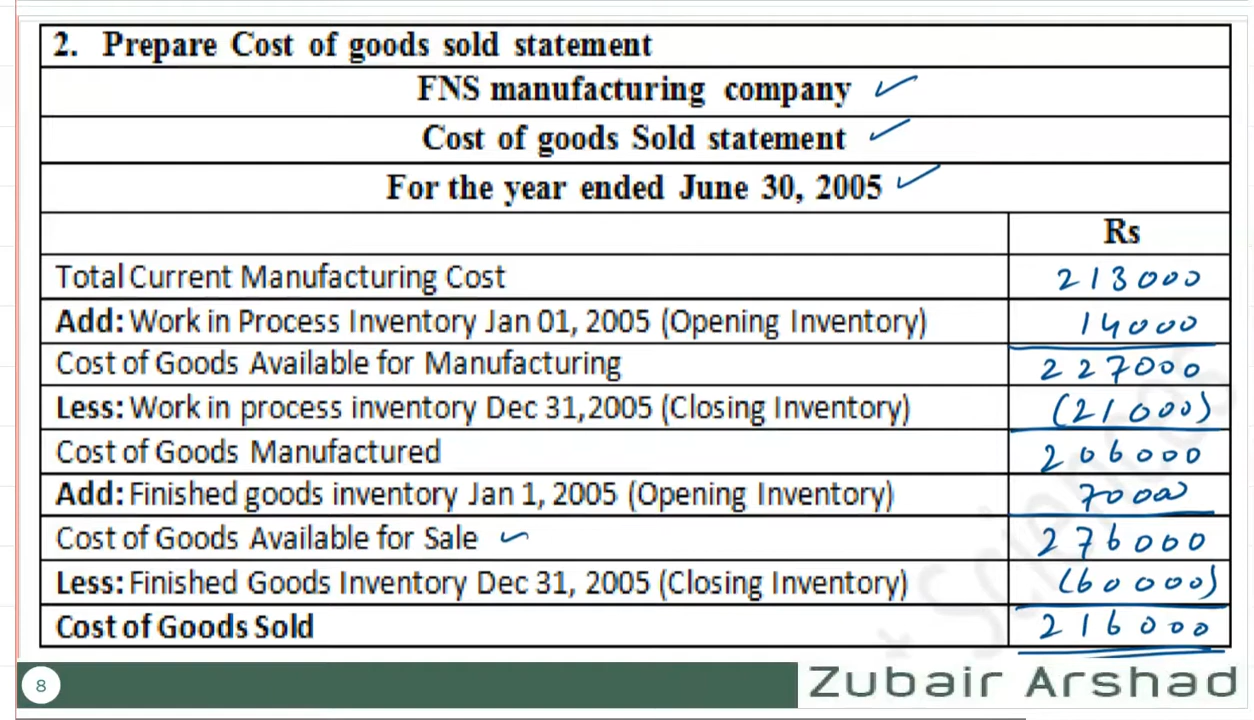 2. Prepare Cost of goods sold statement
FNS manufacturing company
Cost of goods Sold statement
For the year ended June 30, 2005
Rs
Total Current Manufacturing Cost 213000
Add: Work in Process Inventory Jan 01, 2005 (Opening Inventory) 14000
Cost of Goods Available for Manufacturing 227000
Less: Work in process inventory Dec 31,2005 (Closing Inventory) (21000)
Cost of Goods Manufactured 206000
Add: Finished goods inventory Jan 1, 2005 (Opening Inventory) 70000
Cost of Goods Available for Sale 276000
Less: Finished Goods Inventory Dec 31, 2005 (Closing Inventory) (60000)
Cost of Goods Sold 216000
8 Zubair Arshad